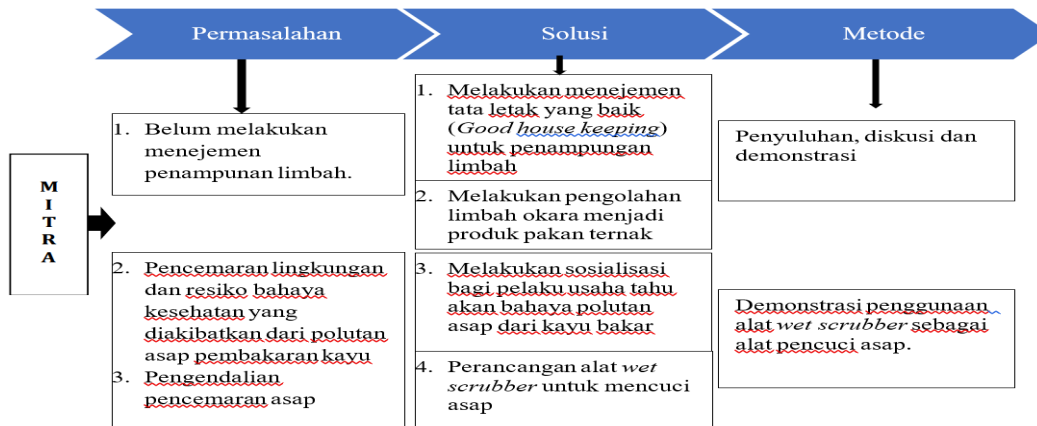 Permasalahan
Solusi
Metode
M
I
T
R
A
1. Belum melakukan
menejemen
penampunan limbah.
2. Pencemaran lingkungan
dan resiko bahaya
kesehatan yang
diakibatkan dari polutan
asap pembakaran kayu
3. Pengendalian
pencemaran asap
1. Melakukan menejemen
tata letak yang baik
(Good house keeping)
untuk penampungan
limbah
2. Melakukan pengolahan
limbah okara menjadi
produk pakan ternak
3. Melakukan sosialisasi
bagi pelaku usaha tahu
akan bahaya polutan
asap dari kayu bakar
4. Perancangan alat wet
scrubber untuk mencuci
asap
Penyuluhan, diskusi dan
demonstrasi
Demonstrasi penggunaan
alat wet scrubber sebagai
alat pencuci asap.